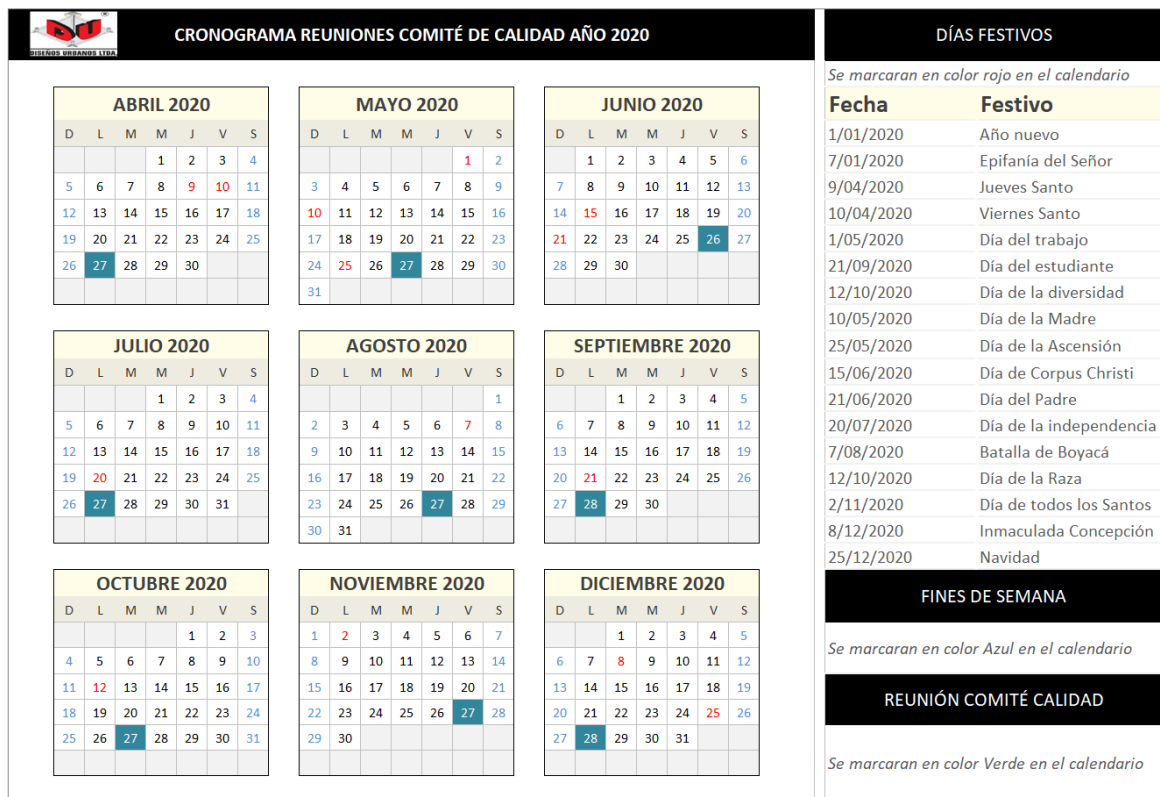 DU
DISEÑOS URBANOS LTDA.
CRONOGRAMA REUNIONES COMITÉ DE CALIDAD AÑO 2020
ABRIL 2020
D L M M J V S
1 2 3 4
5 6 7 8 9 10 11
12 13 14 15 16 17 18
19 20 21 22 23 24 25
26 27 28 29 30
MAYO 2020
D L M M J V S
1 2
3 4 5 6 7 8 9
10 11 12 13 14 15 16
17 18 19 20 21 22 23
24 25 26 27 28 29 30
31
JUNIO 2020
D L M M J V S
1 2 3 4 5 6
7 8 9 10 11 12 13
14 15 16 17 18 19 20
21 22 23 24 25 26 27
28 29 30
JULIO 2020
D L M M J V S
1 2 3 4
5 6 7 8 9 10 11
12 13 14 15 16 17 18
19 20 21 22 23 24 25
26 27 28 29 30 31
AGOSTO 2020
D L M M J V S
1
2 3 4 5 6 7 8
9 10 11 12 13 14 15
16 17 18 19 20 21 22
23 24 25 26 27 28 29
30 31
SEPTIEMBRE 2020
D L M M J V S
1 2 3 4 5
6 7 8 9 10 11 12
13 14 15 16 17 18 19
20 21 22 23 24 25 26
27 28 29 30
OCTUBRE 2020
D L M M J V S
1 2 3
4 5 6 7 8 9 10
11 12 13 14 15 16 17
18 19 20 21 22 23 24
25 26 27 28 29 30 31
NOVIEMBRE 2020
D L M M J V S
1 2 3 4 5 6 7
8 9 10 11 12 13 14
15 16 17 18 19 20 21
22 23 24 25 26 27 28
29 30
DICIEMBRE 2020
D L M M J V S
1 2 3 4 5
6 7 8 9 10 11 12
13 14 15 16 17 18 19
20 21 22 23 24 25 26
27 28 29 30 31
DÍAS FESTIVOS
Se marcaran en color rojo en el calendario
Fecha Festivo
1/01/2020 Año nuevo
7/01/2020 Epifanía del Señor
9/04/2020 Jueves Santo
10/04/2020 Viernes Santo
1/05/2020 Día del trabajo
21/09/2020 Día del estudiante
12/10/2020 Día de la diversidad
10/05/2020 Día de la Madre
25/05/2020 Día de la Ascensión
15/06/2020 Día de Corpus Christi
21/06/2020 Día del Padre
20/07/2020 Día de la independencia
7/08/2020 Batalla de Boyacá
12/10/2020 Día de la Raza
2/11/2020 Día de todos los Santos
8/12/2020 Inmaculada Concepción
25/12/2020 Navidad
FINES DE SEMANA
Se marcaran en color Azul en el calendario
REUNIÓN COMITÉ CALIDAD
Se marcaran en color Verde en el calendario